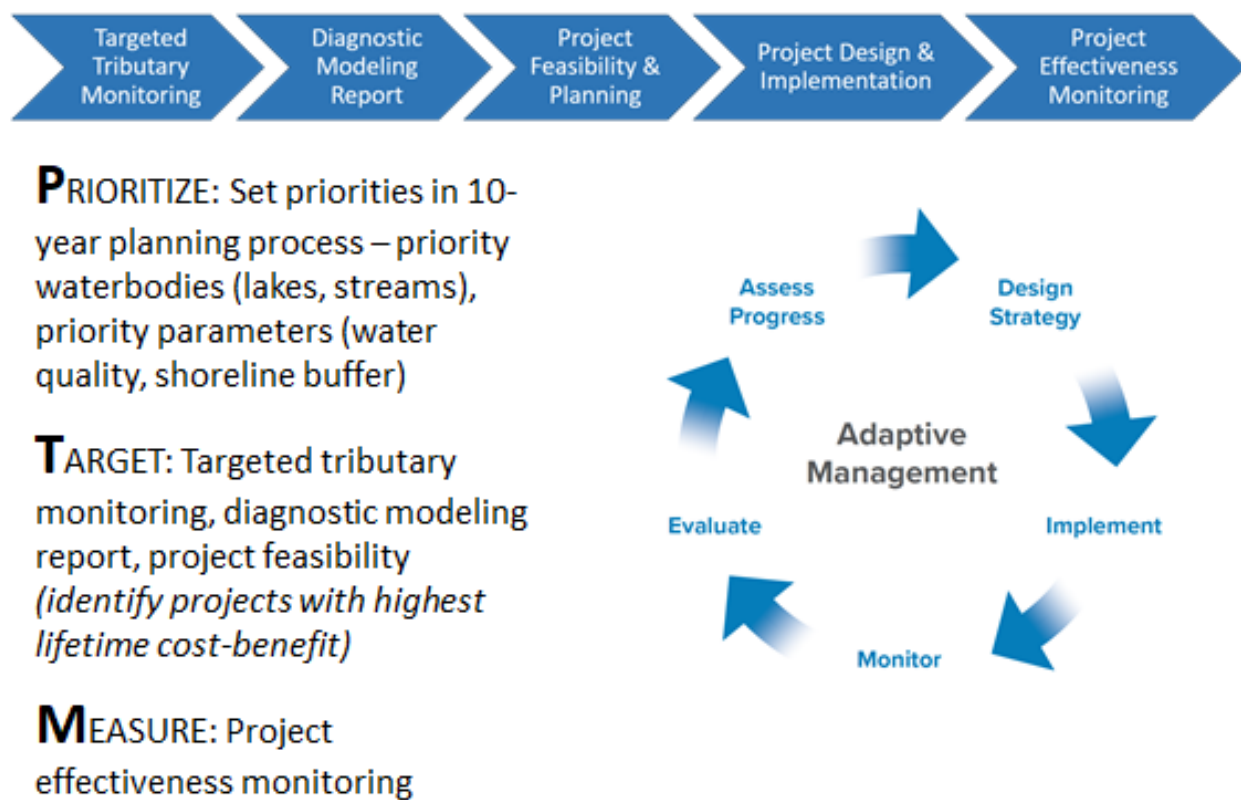 Targeted
Tributary
Monitoring
Diagnostic
Modeling
Report
Project
Feasibility &
Planning
Project Design &
Implementation
Project
Effectiveness
Monitoring
PRIORITIZE: Set priorities in 10-
year planning process – priority
waterbodies (lakes, streams),
priority parameters (water
quality, shoreline buffer)
TARGET: Targeted tributary
monitoring, diagnostic modeling
report, project feasibility
(identify projects with highest
lifetime cost-benefit)
MEASURE: Project
effectiveness monitoring
Assess
Progress
Design
Strategy
Adaptive
Management
Evaluate
Implement
Monitor